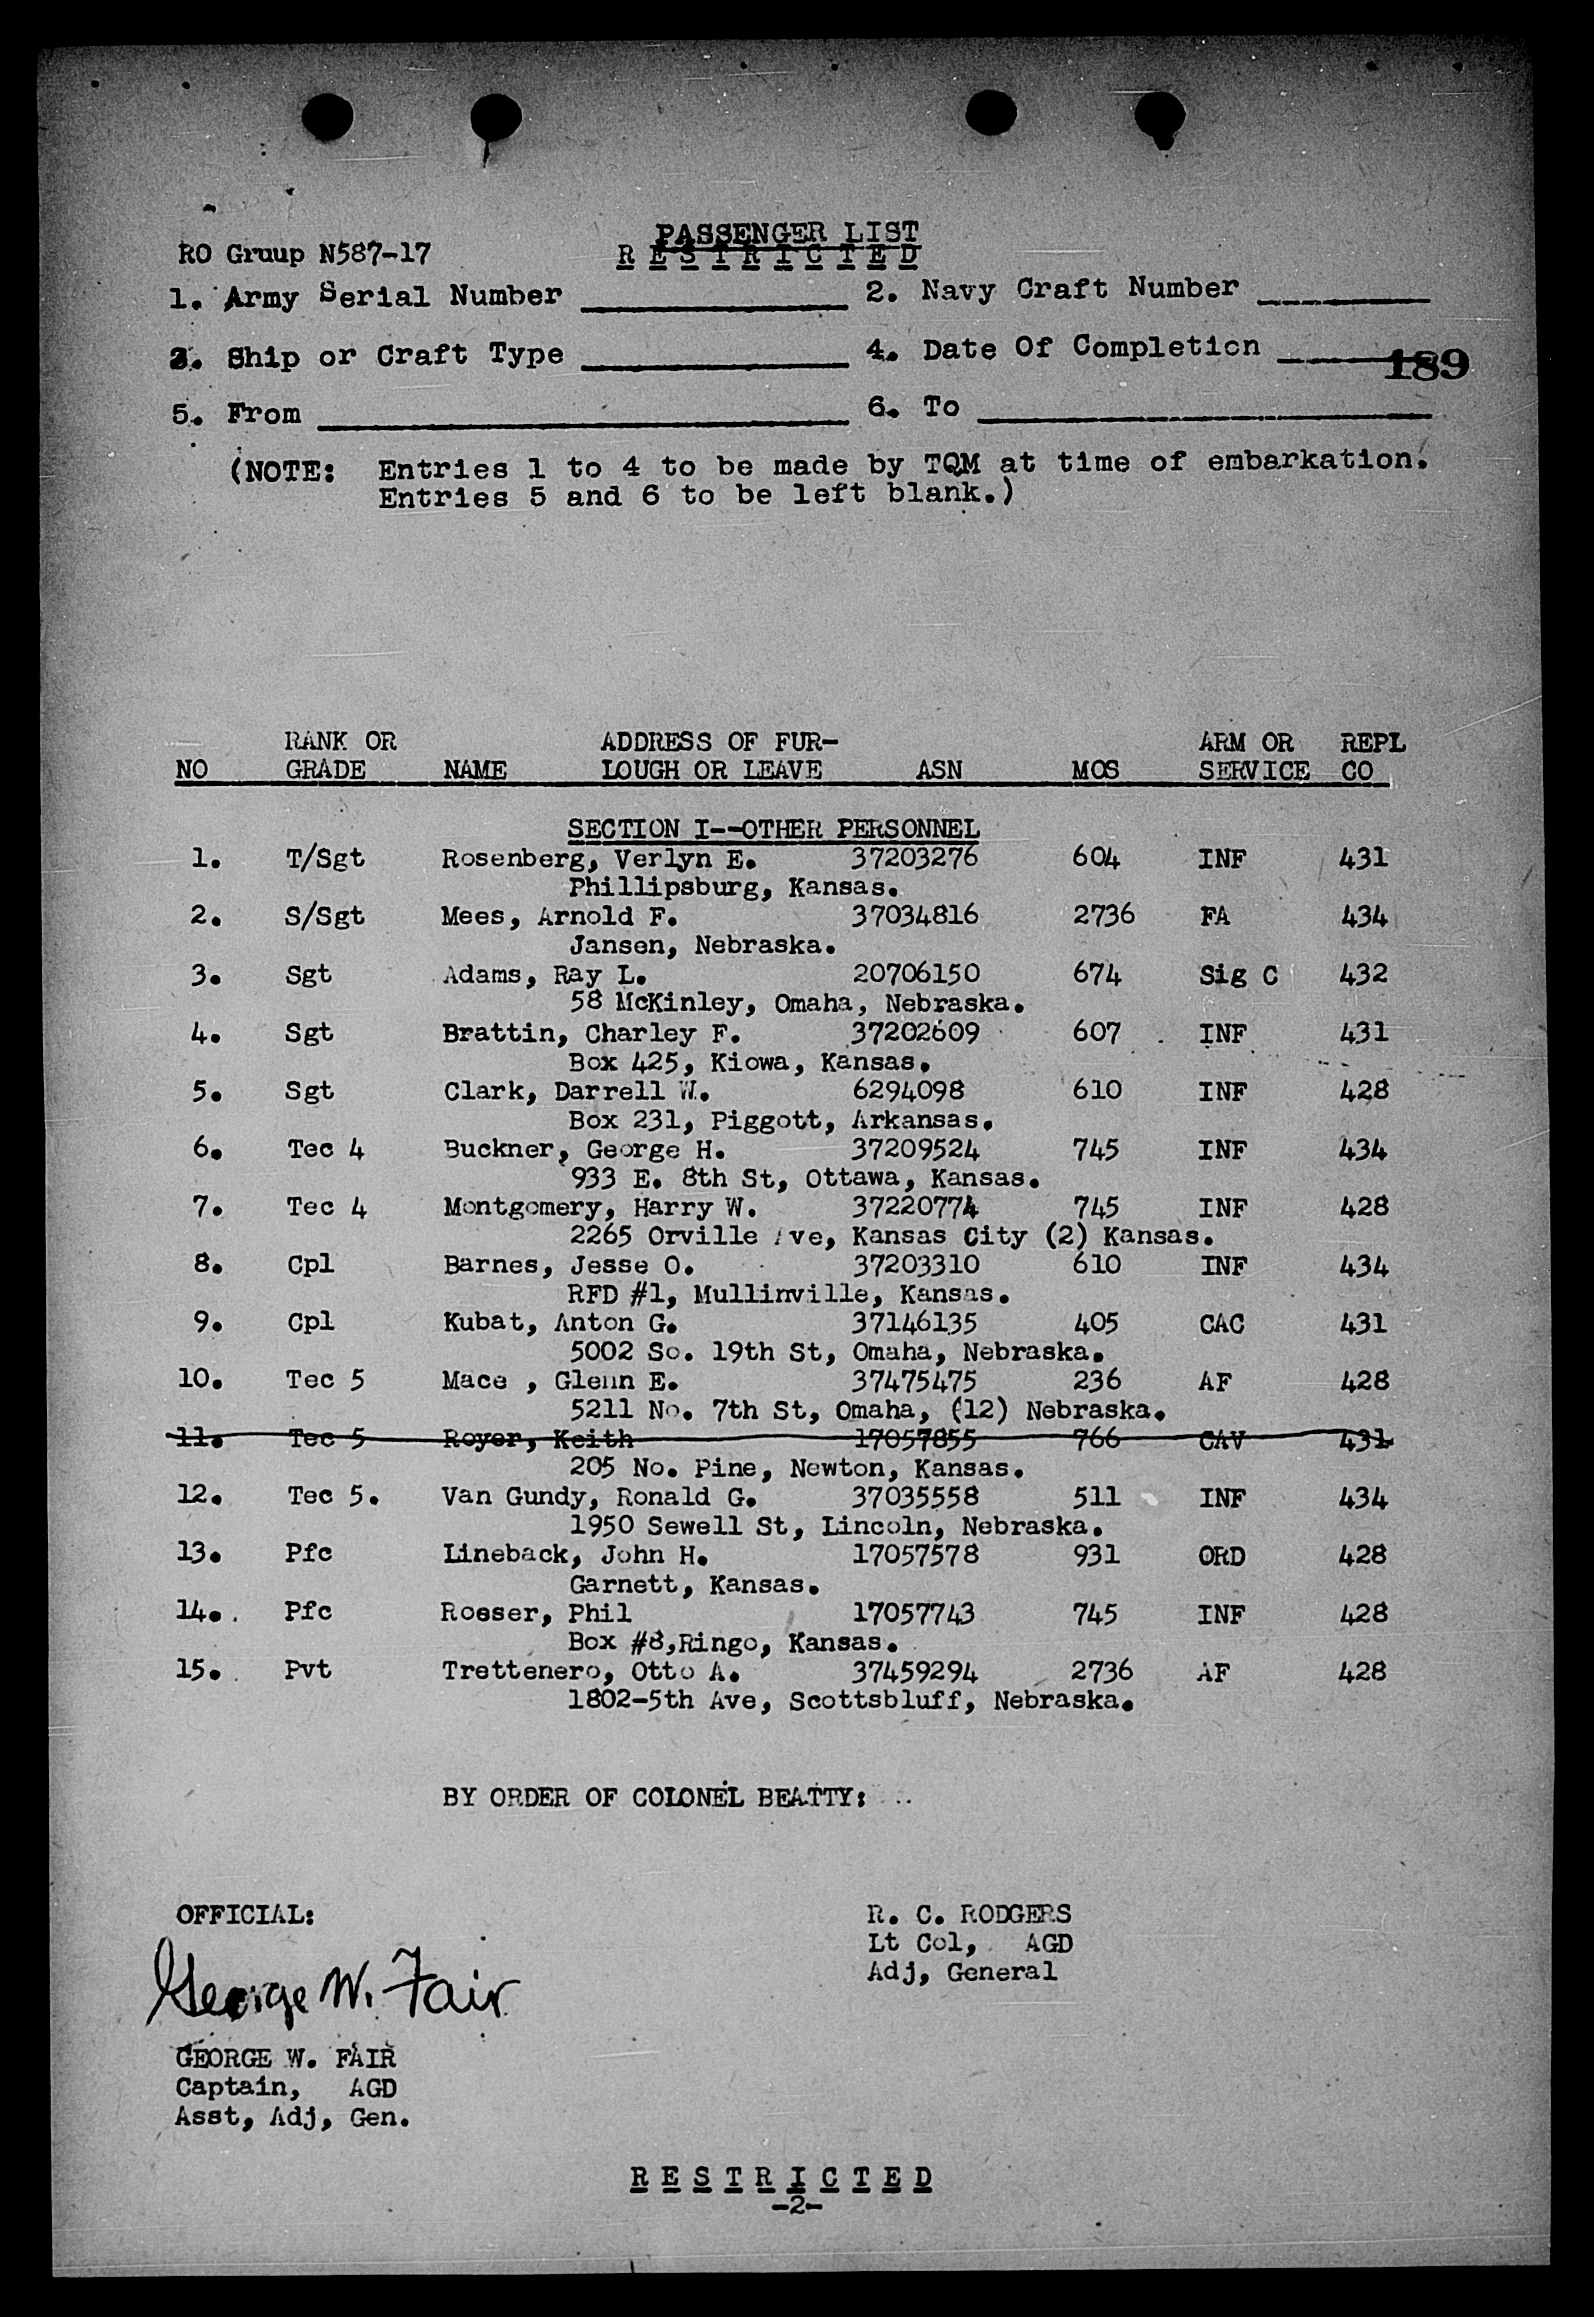 PASSENGER LIST
RO Gruup N587-17 R E S T R I C T E D
1. Army Serial Number ________ 2. Navy Craft Number ________
3. Ship or Craft Type ________ 4. Date Of Completion ________ 189
5. From ________ 6. To ________
(NOTE: Entries 1 to 4 to be made by TQM at time of embarkation.
Entries 5 and 6 to be left blank.)
RANK OR ADDRESS OF FUR- ARM OR REPL
NO GRADE NAME LOUGH OR LEAVE ASN MOS SERVICE CO
SECTION I--OTHER PERSONNEL
1. T/Sgt Rosenberg, Verlyn E. 37203276 604 INF 431
Phillipsburg, Kansas.
2. S/Sgt Mees, Arnold F. 37034816 2736 FA 434
Jansen, Nebraska.
3. Sgt Adams, Ray L. 20706150 674 Sig C 432
58 McKinley, Omaha, Nebraska.
4. Sgt Brattin, Charley F. 37202609 607 INF 431
Box 425, Kiowa, Kansas.
5. Sgt Clark, Darrell W. 6294098 610 INF 428
Box 231, Piggott, Arkansas.
6. Tec 4 Buckner, George H. 37209524 745 INF 434
933 E. 8th St, Ottawa, Kansas.
7. Tec 4 Montgomery, Harry W. 37220774 745 INF 428
2265 Orville Ave, Kansas City (2) Kansas.
8. Cpl Barnes, Jesse O. 37203310 610 INF 434
RFD #1, Mullinville, Kansas.
9. Cpl Kubat, Anton G. 37146135 405 CAC 431
5002 So. 19th St, Omaha, Nebraska.
10. Tec 5 Mace , Glenn E. 37475475 236 AF 428
5211 No. 7th St, Omaha, (12) Nebraska.
11. Tec 5 Royer, Keith 17057855 766 CAV 431
205 No. Pine, Newton, Kansas.
12. Tec 5. Van Gundy, Ronald G. 37035558 511 INF 434
1950 Sewell St, Lincoln, Nebraska.
13. Pfc Lineback, John H. 17057578 931 ORD 428
Garnett, Kansas.
14. Pfc Roeser, Phil 17057743 745 INF 428
Box #8,Ringo, Kansas.
15. Pvt Trettenero, Otto A. 37459294 2736 AF 428
1802-5th Ave, Scottsbluff, Nebraska.
BY ORDER OF COLONEL BEATTY:
OFFICIAL: R. C. RODGERS
Lt Col, AGD
Adj, General
George W. Fair
GEORGE W. FAIR
Captain, AGD
Asst, Adj, Gen.
R E S T R I C T E D
-2-